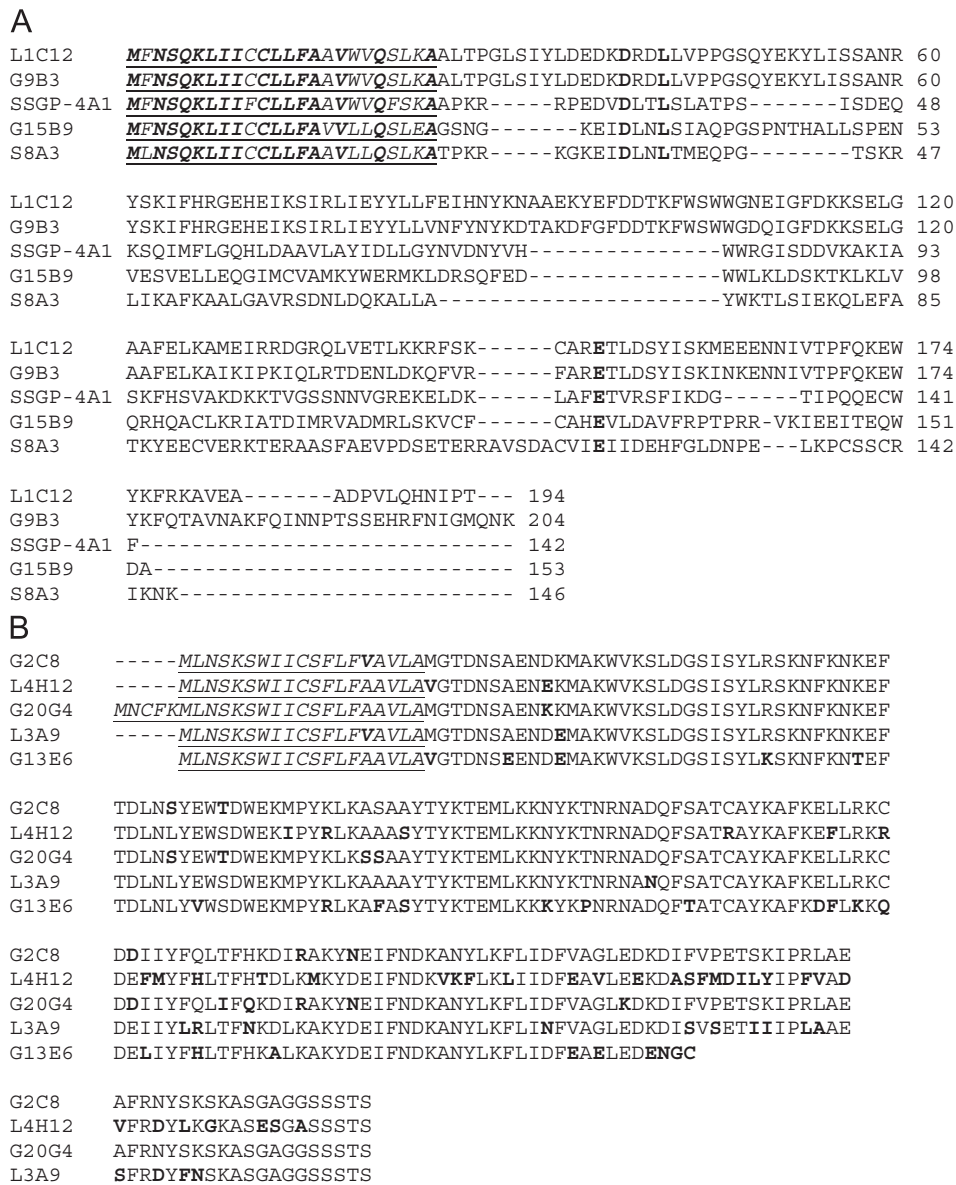 A
L1C12 MFNSQKLIICCLLFAAVWVQSLKAALTPGLSIYLDEDKDRDLLVPPGSQYEKYLISSANR 60
G9B3 MFNSQKLIICCLLFAAVWVQSLKAALTPGLSIYLDEDKDRDLLVPPGSQYEKYLISSANR 60
SSGP-4A1 MFNSQKLIIFCLLFAAVWVQFSKAAPKR-----RPEDVDLTLSLATPS-------ISDEQ 48
G15B9 MFNSQKLIICCLLFAVVLLQSLEAGSNG-------KEIDLNLSIAQPGSPNTHALLSPEN 53
S8A3 MLNSQKLIICCLLFAAVLLQSLKATPKR-----KGKEIDLNLTMEQPG--------TSKR 47
L1C12 YSKIFHRGEHEIKSIRLIEYYLLFEIHNYKNAAEKYEFDDTKFWSWWGNEIGFDKKSELG 120
G9B3 YSKIFHRGEHEIKSIRLIEYYLLVNFYNYKDTAKDFGFDDTKFWSWWGDQIGFDKKSELG 120
SSGP-4A1 KSQIMFLGQHLDAAVLAYIDLLGYNVDNYVH---------------WWRGISDDVKAKIA 93
G15B9 VESVELLEQGIMCVAMKYWERMKLDRSQFED---------------WWLKLDSKTKLKLV 98
S8A3 LIKAFKAALGAVRSDNLDQKALLA----------------------YWKTLSIEKQLEFA 85
L1C12 AAFELKAMEIRRDGRQLVETLKKRFSK------CARETLDSYISKMEEENNIVTPFQKEW 174
G9B3 AAFELKAIKIPKIQLRTDENLDKQFVR------FARETLDSYISKINKENNIVTPFQKEW 174
SSGP-4A1 SKFHSVAKDKKTVGSSNNVGREKELDK------LAFETVRSFIKDG------TIPQQECW 141
G15B9 QRHQACLKRIATDIMRVADMRLSKVCF------CAHEVLDAVFRPTPRR-VKIEEITEQW 151
S8A3 TKYEECVERKTERAASFAEVPDSETERRAVSDACVIEIIDEHFGLDNPE---LKPCSSCR 142
L1C12 YKFRKAVEA-------ADPVLQHNIPT--- 194
G9B3 YKFQTAVNAKFQINNPTSSEHRFNIGMQNK 204
SSGP-4A1 F----------------------------- 142
G15B9 DA---------------------------- 153
S8A3 IKNK-------------------------- 146
B
G2C8 -----MLNSKSWIICSFLFVAVLAMGTDNSAENDKMAKWVKSLDGSISYLRSKNFKNKEF
L4H12 -----MLNSKSWIICSFLFAAVLAVGTDNSAENEKMAKWVKSLDGSISYLRSKNFKNKEF
G20G4 MNCFKMLNSKSWIICSFLFAAVLAMGTDNSAENKKMAKWVKSLDGSISYLRSKNFKNKEF
L3A9 -----MLNSKSWIICSFLFVAVLAMGTDNSAENDEMAKWVKSLDGSISYLRSKNFKNKEF
G13E6 MLNSKSWIICSFLFAAVLAVGTDNSEENDEMAKWVKSLDGSISYLKSKNFKNTEF
G2C8 TDLNSYEWTDWEKMPYKLKASAAYTYKTEMLKKNYKTNRNADQFSATCAYKAFKELLRKC
L4H12 TDLNLYEWSDWEKIPYRLKAAASYTYKTEMLKKNYKTNRNADQFSATRAYKAFKEFLRKR
G20G4 TDLNSYEWTDWEKMPYKLKASSAYTYKTEMLKKNYKTNRNADQFSATCAYKAFKELLRKC
L3A9 TDLNLYEWSDWEKMPYKLKAAAAYTYKTEMLKKNYKTNRNANQFSATCAYKAFKELLRKC
G13E6 TDLNLYVWSDWEKMPYRLKAFASYTYKTEMLKKKYKPNRNADQFTATCAYKAFKDFLKKQ
G2C8 DDIIYFQLTFHKDIRAKYNEIFNDKANYLKFLIDFVAGLEDKDIFVPETSKIPRLAE
L4H12 DEFMYFHLTFHTDLKMKYDEIFNDKVKFLKLLIDFEAVLEEKDASFMDILYIPFVAD
G20G4 DDIIYFQLIFQKDIRAKYNEIFNDKANYLKFLIDFVAGLKDKDIFVPETSKIPRLAE
L3A9 DEIIYLRLTFNKDLKAKYDEIFNDKANYLKFLINFVAGLEDKDISVSETIIIPLAAE
G13E6 DELIYFHLTFHKALKAKYDEIFNDKANYLKFLIDFEAELEDENGC
G2C8 AFRNYSKSKASGAGGSSSTS
L4H12 VFRDYLKGKASESGASSSTS
G20G4 AFRNYSKSKASGAGGSSSTS
L3A9 SFRDYFNSKASGAGGSSSTS